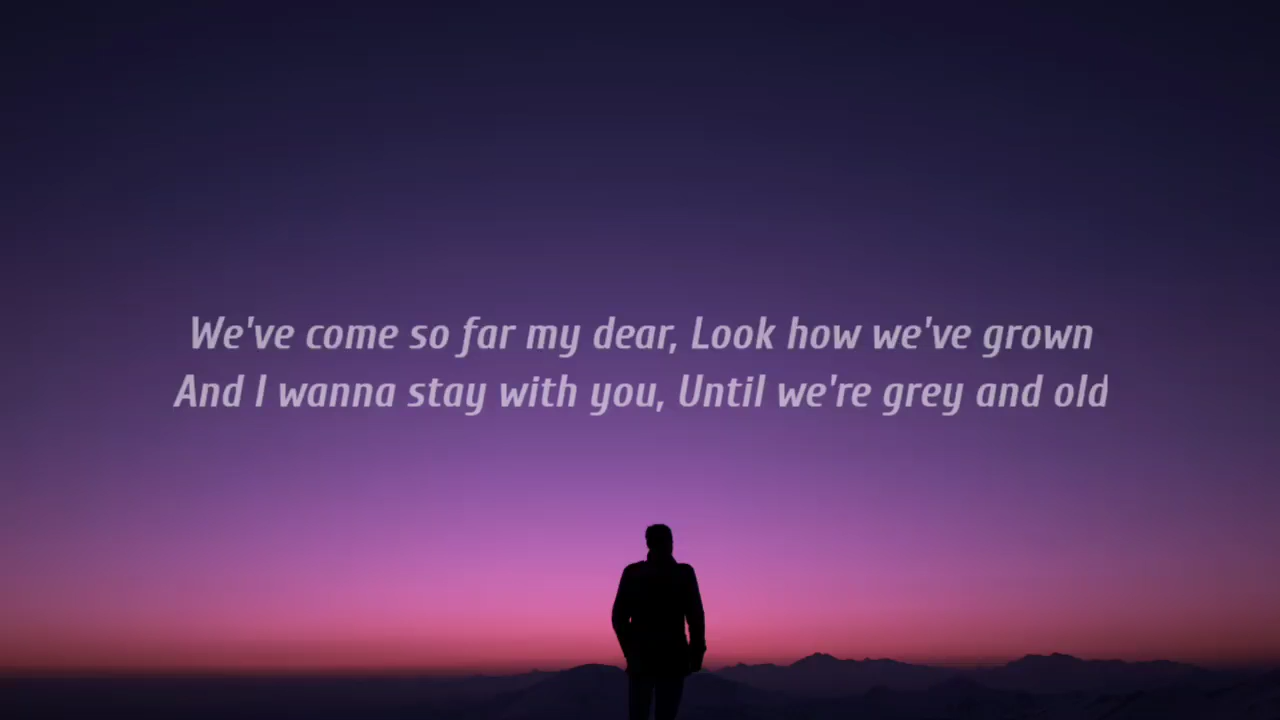 We've come so far my dear, Look how we've grown
And I wanna stay with you, Until we're grey and old